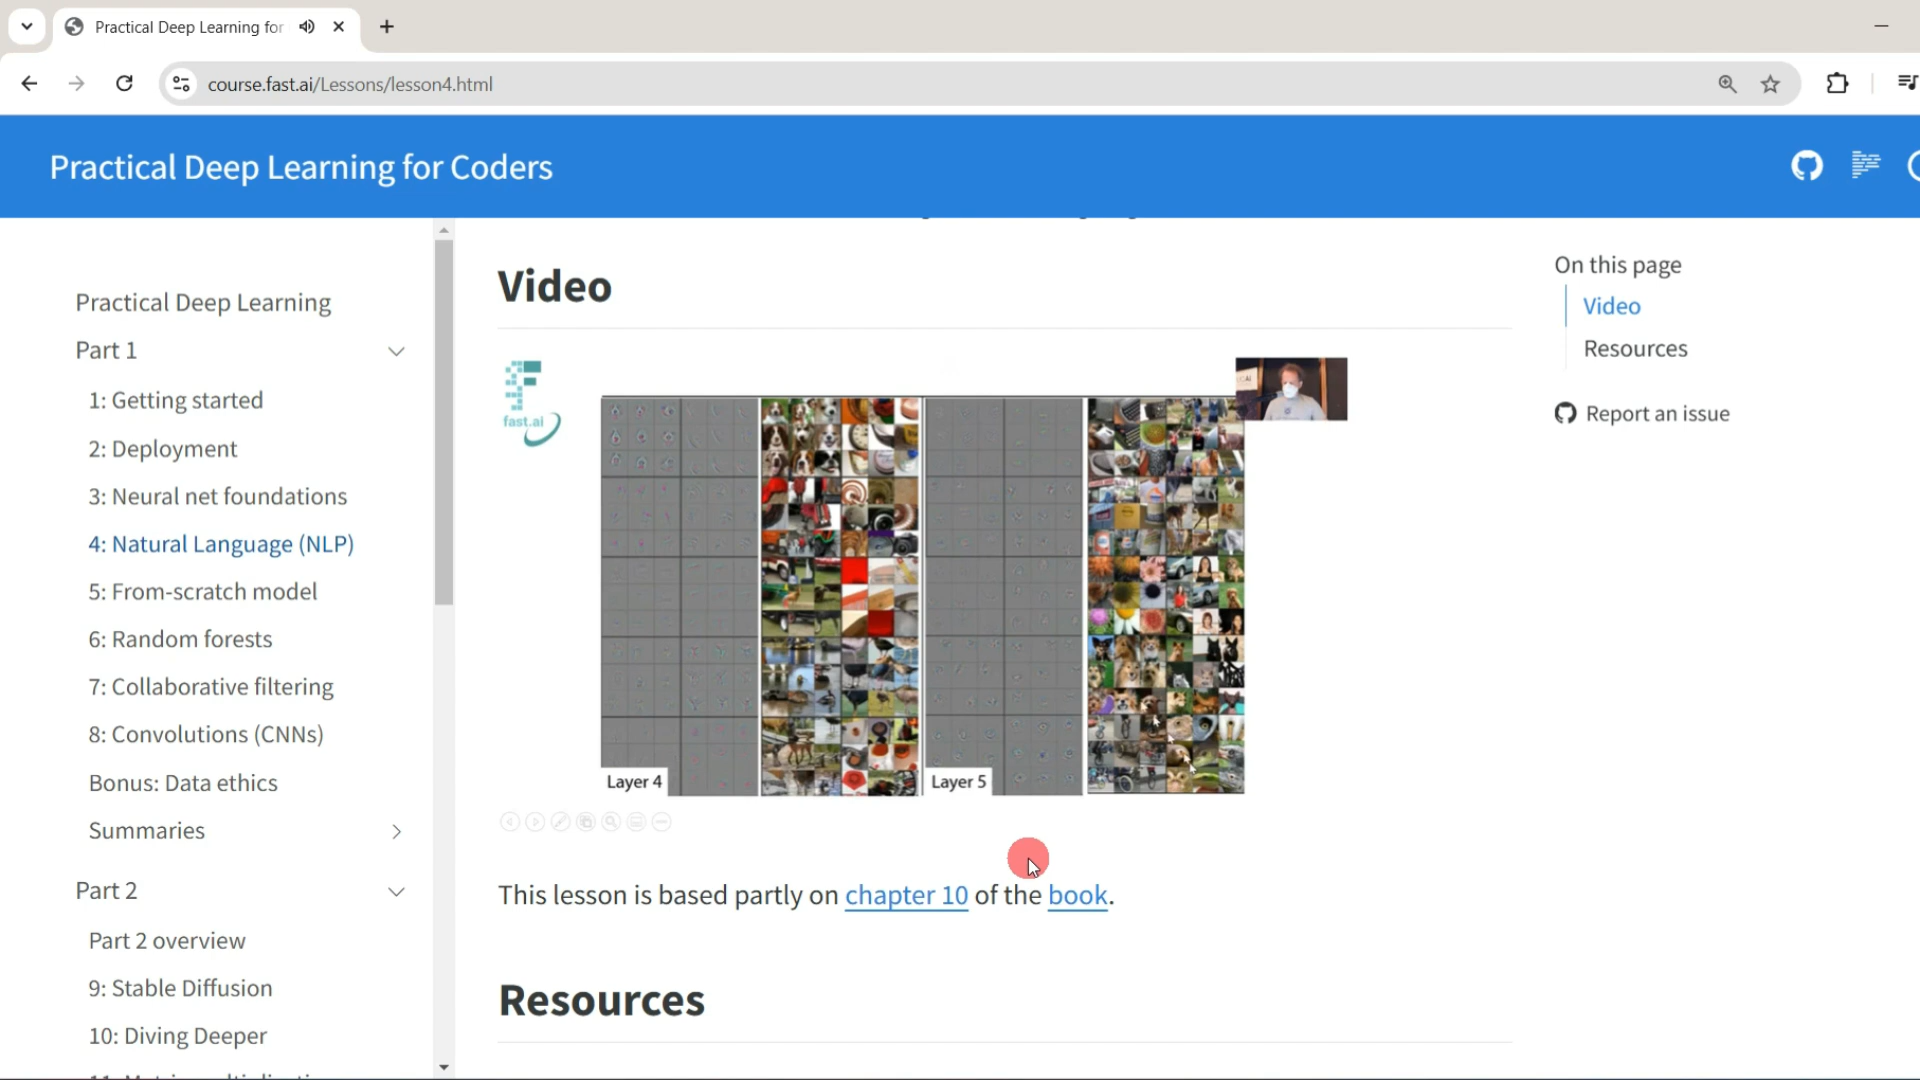 Practical Deep Learning for
course.fast.ai/Lessons/lesson4.html
Practical Deep Learning for Coders
Practical Deep Learning
Part 1
1: Getting started
2: Deployment
3: Neural net foundations
4: Natural Language (NLP)
5: From-scratch model
6: Random forests
7: Collaborative filtering
8: Convolutions (CNNs)
Bonus: Data ethics
Summaries
Part 2
Part 2 overview
9: Stable Diffusion
10: Diving Deeper
Video
fast.ai
Layer 4
Layer 5
This lesson is based partly on chapter 10 of the book.
Resources
On this page
Video
Resources
Report an issue